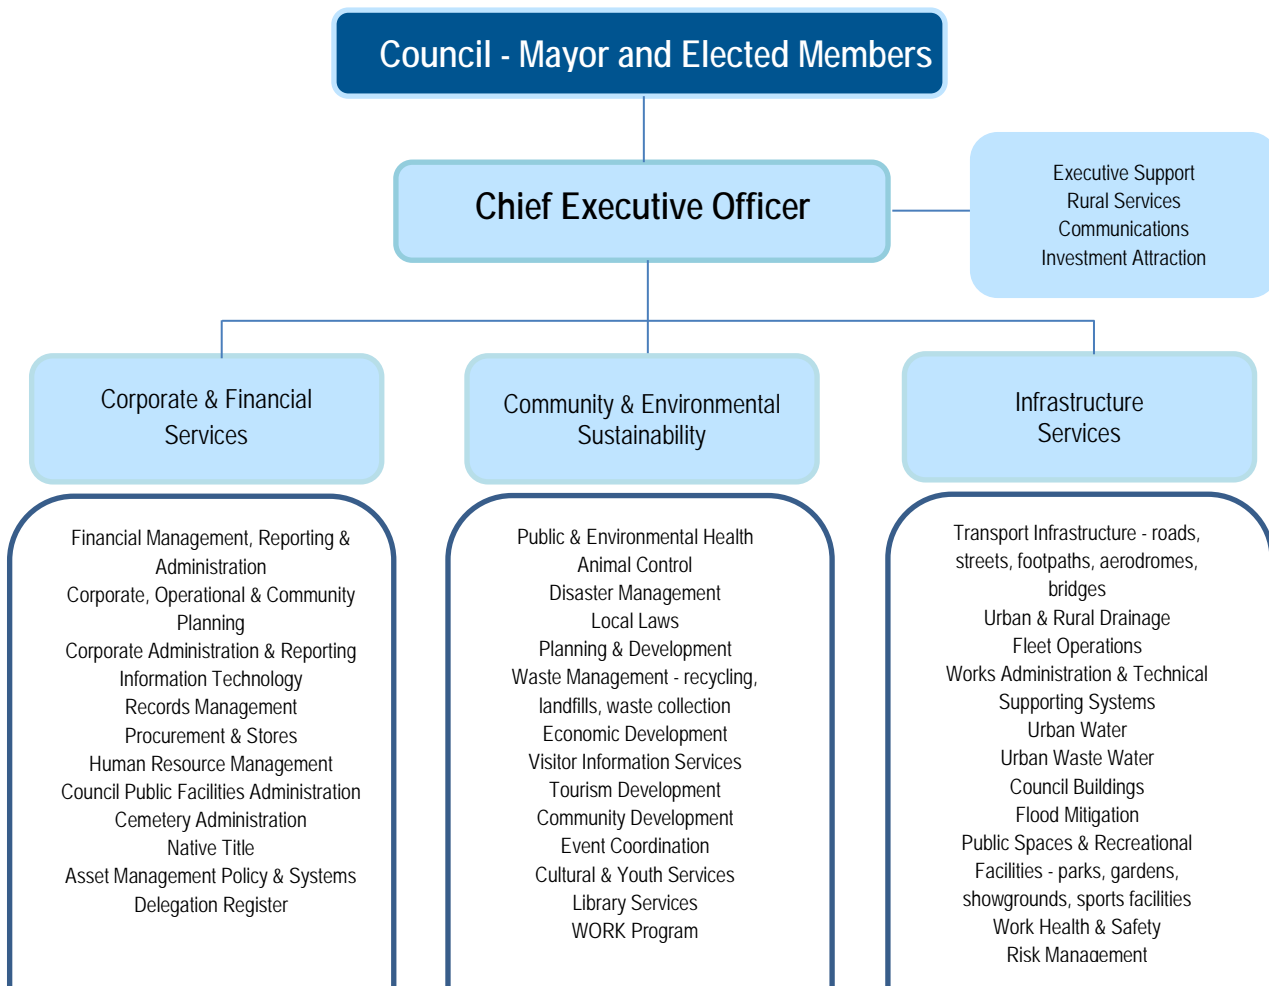 Council - Mayor and Elected Members
Chief Executive Officer
Executive Support
Rural Services
Communications
Investment Attraction
Corporate & Financial
Services
Community & Environmental
Sustainability
Infrastructure
Services
Financial Management, Reporting &
Administration
Corporate, Operational & Community
Planning
Corporate Administration & Reporting
Information Technology
Records Management
Procurement & Stores
Human Resource Management
Council Public Facilities Administration
Cemetery Administration
Native Title
Asset Management Policy & Systems
Delegation Register
Public & Environmental Health
Animal Control
Disaster Management
Local Laws
Planning & Development
Waste Management - recycling,
landfills, waste collection
Economic Development
Visitor Information Services
Tourism Development
Community Development
Event Coordination
Cultural & Youth Services
Library Services
WORK Program
Transport Infrastructure - roads,
streets, footpaths, aerodromes,
bridges
Urban & Rural Drainage
Fleet Operations
Works Administration & Technical
Supporting Systems
Urban Water
Urban Waste Water
Council Buildings
Flood Mitigation
Public Spaces & Recreational
Facilities - parks, gardens,
showgrounds, sports facilities
Work Health & Safety
Risk Management